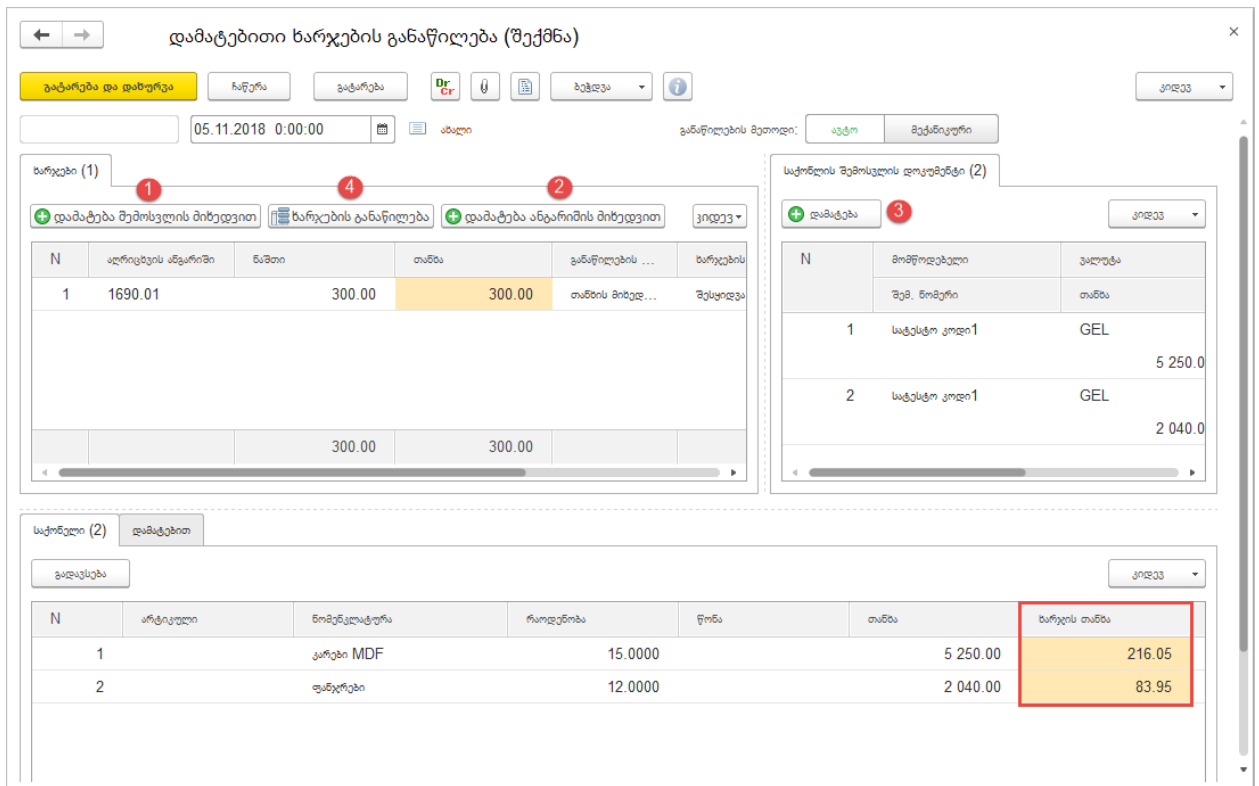 დამატებითი ხარჯების განაწილება (შექმნა)
გატარება და დახურვა ჩაწერა გატარება Dr Cr ბეჭდვა კიდევ
05.11.2018 0:00:00 ახალი განაწილების მეთოდი: ავტო მექანიკური
ხარჯები (1)
1 4 2
დამატება შემოსვლის მიხედვით ხარჯების განაწილება დამატება ანგარიშის მიხედვით კიდევ
N აღრიცხვის ანგარიში ნაშთი თანხა განაწილების ... ხარჯების
1 1690.01 300.00 300.00 თანხის მიხედ... შესყიდვა
300.00 300.00
საქონლის შემოსვლის დოკუმენტი (2)
დამატება 3 კიდევ
N მომწოდებელი ვალუტა
შემ. ნომერი თანხა
1 სატესტო კოდი1 GEL
5 250.0
2 სატესტო კოდი1 GEL
2 040.0
საქონელი (2) დამატებით
გადავსება კიდევ
N არტიკული ნომენკლატურა რაოდენობა წონა თანხა ხარჯის თანხა
1 კარები MDF 15.0000 5 250.00 216.05
2 ფანჯრები 12.0000 2 040.00 83.95